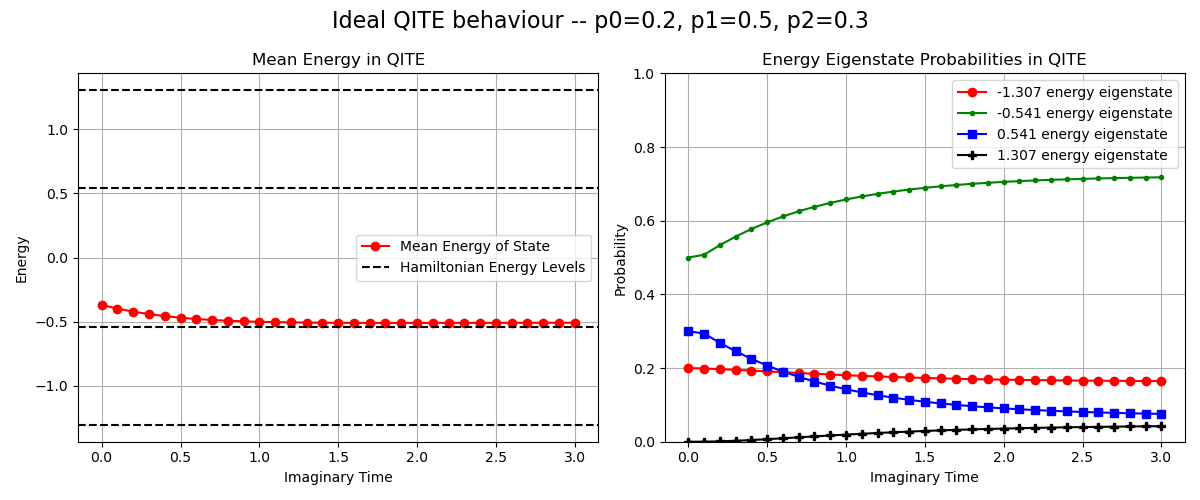 Ideal QITE behaviour -- p0=0.2, p1=0.5, p2=0.3
Mean Energy in QITE
Energy
1.0
0.5
0.0
−0.5
−1.0
Mean Energy of State
Hamiltonian Energy Levels
0.0 0.5 1.0 1.5 2.0 2.5 3.0
Imaginary Time
Energy Eigenstate Probabilities in QITE
Probability
1.0
0.8
0.6
0.4
0.2
0.0
-1.307 energy eigenstate
-0.541 energy eigenstate
0.541 energy eigenstate
1.307 energy eigenstate
0.0 0.5 1.0 1.5 2.0 2.5 3.0
Imaginary Time